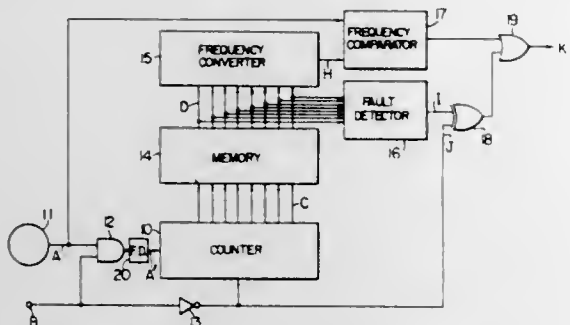 17
19
15
FREQUENCY
CONVERTER
FREQUENCY
COMPARATOR
K
H
D
FAULT
DETECTOR
I
J
18
14
MEMORY
16
C
11
12
10
A
F.D.
20
A'
COUNTER
B
13